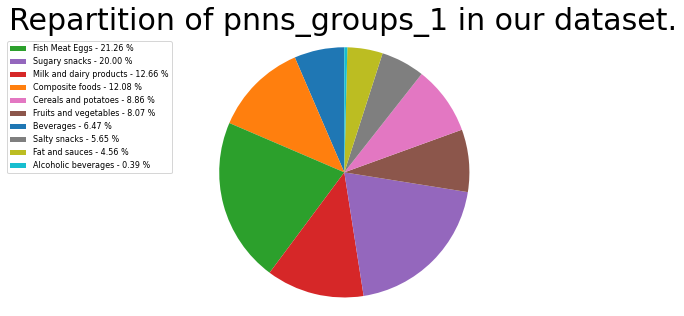 Repartition of pnns_groups_1 in our dataset.
Fish Meat Eggs - 21.26 %
Sugary snacks - 20.00 %
Milk and dairy products - 12.66 %
Composite foods - 12.08 %
Cereals and potatoes - 8.86 %
Fruits and vegetables - 8.07 %
Beverages - 6.47 %
Salty snacks - 5.65 %
Fat and sauces - 4.56 %
Alcoholic beverages - 0.39 %